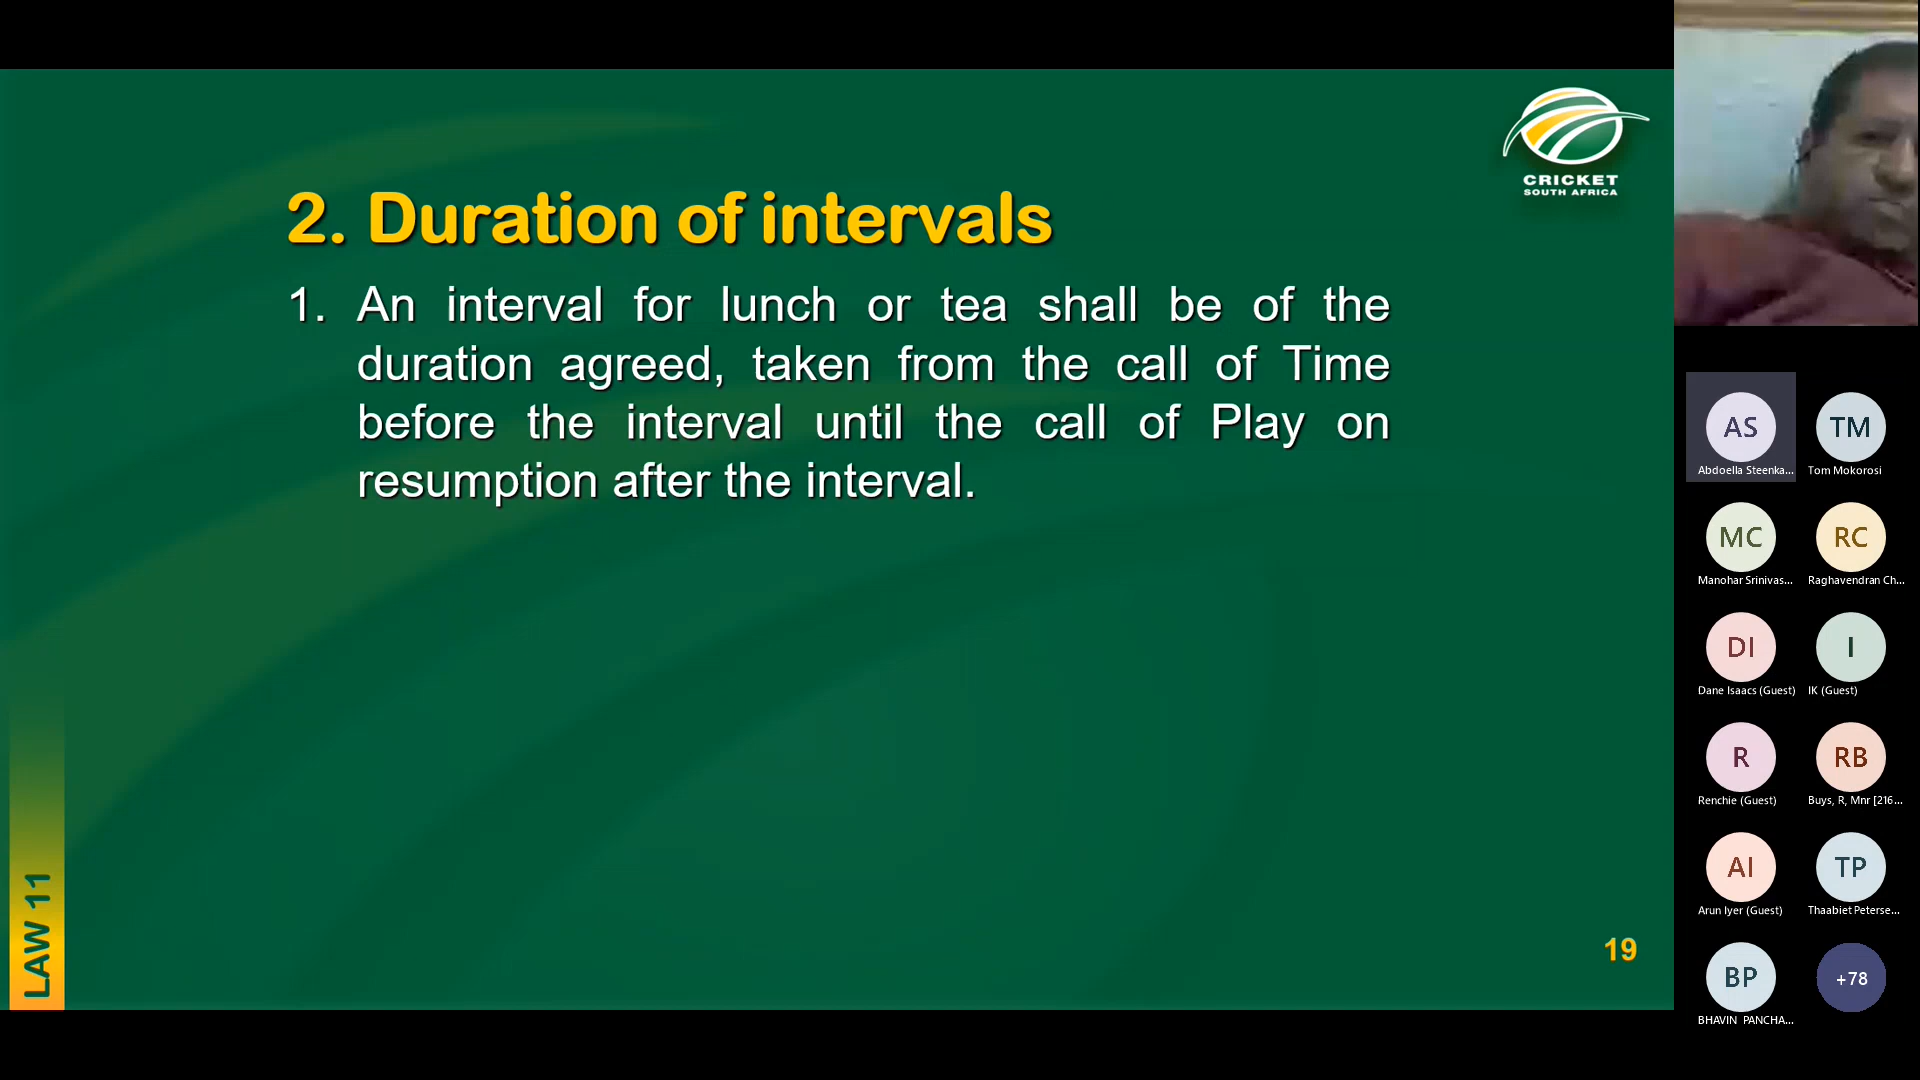 CRICKET
SOUTH AFRICA
2. Duration of intervals
1. An interval for lunch or tea shall be of the
duration agreed, taken from the call of Time
before the interval until the call of Play on
resumption after the interval.
LAW 11
19
AS
Abdoella Steenka...
TM
Tom Mokorosi
MC
Manohar Srinivas...
RC
Raghavendran Ch...
DI
Dane Isaacs (Guest)
I
IK (Guest)
R
Renchie (Guest)
RB
Buys, R, Mnr [216...
AI
Arun Iyer (Guest)
TP
Thaabiet Peterse...
BP
BHAVIN PANCHA...
+78